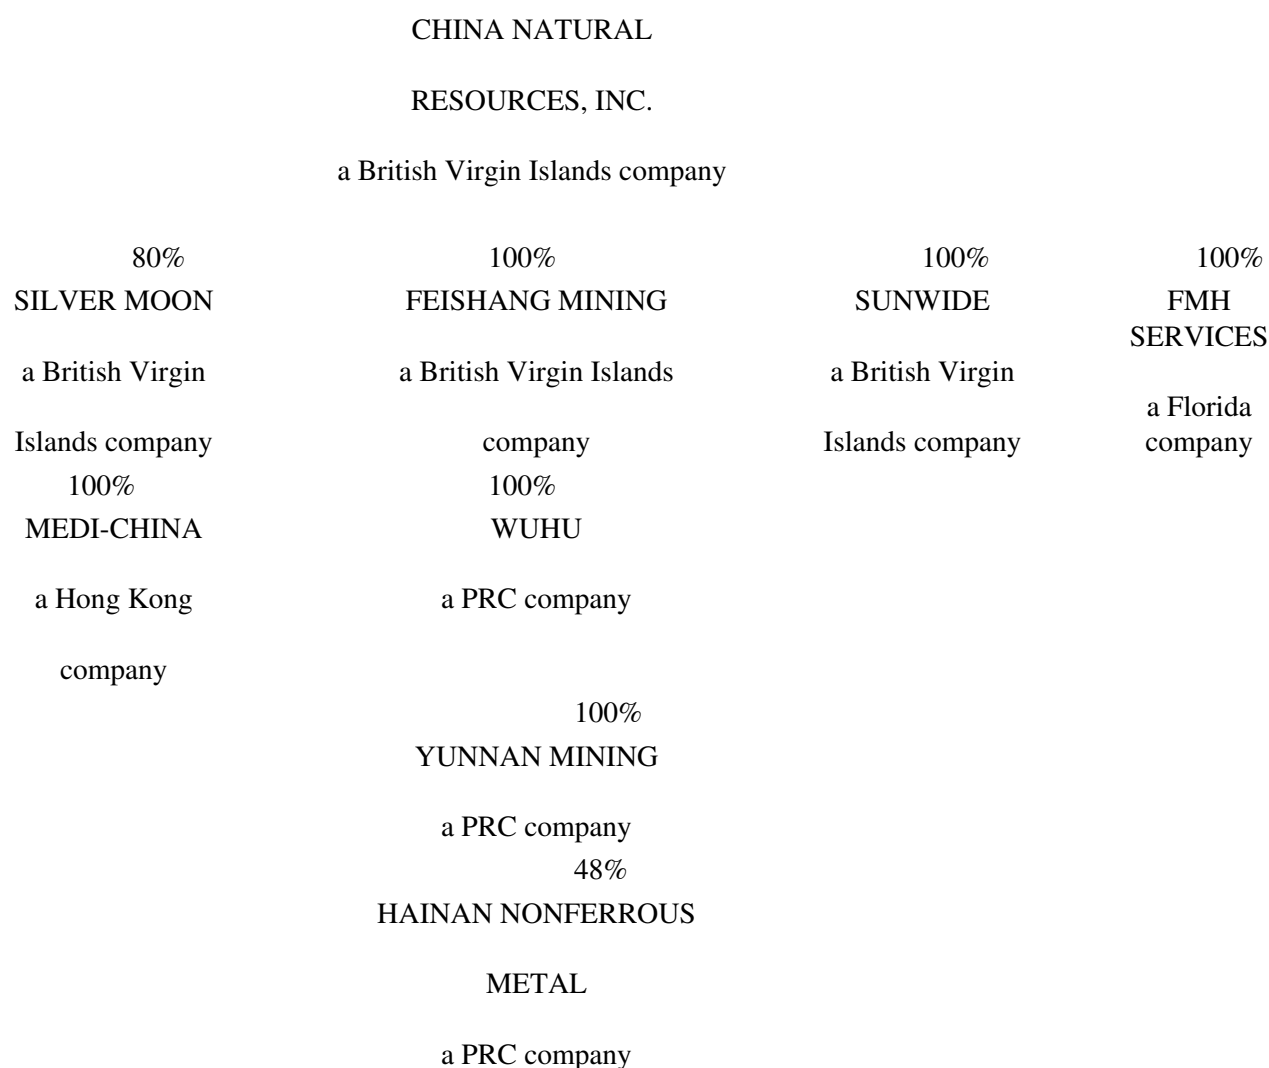 CHINA NATURAL
RESOURCES, INC.
a British Virgin Islands company
80% 100% 100% 100%
SILVER MOON FEISHANG MINING SUNWIDE FMH
SERVICES
a British Virgin a British Virgin Islands a British Virgin
a Florida
Islands company company Islands company company
100% 100%
MEDI-CHINA WUHU
a Hong Kong a PRC company
company
100%
YUNNAN MINING
a PRC company
48%
HAINAN NONFERROUS
METAL
a PRC company